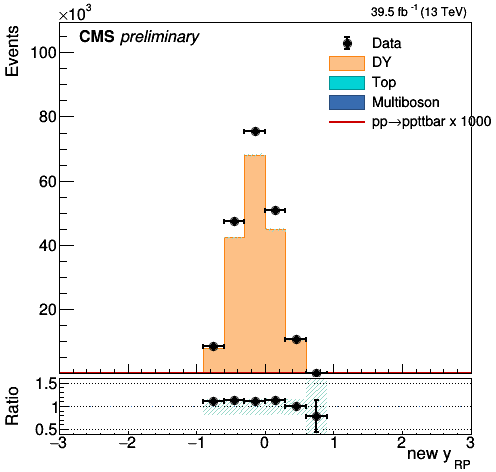 ×10³
39.5 fb⁻¹ (13 TeV)
CMS preliminary
Events
100
80
60
40
20
Data
DY
Top
Multiboson
pp→ppttbar x 1000
Ratio
1.5
1
0.5
−3 −2 −1 0 1 2 3
new y_RP